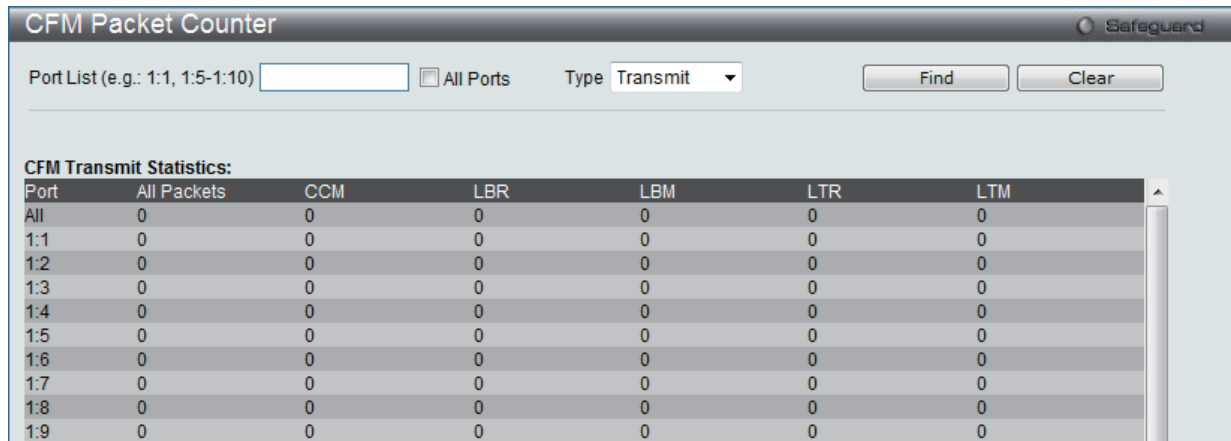 CFM Packet Counter Safeguard
Port List (e.g.: 1:1, 1:5-1:10) All Ports Type Transmit Find Clear
CFM Transmit Statistics:
Port All Packets CCM LBR LBM LTR LTM
All 0 0 0 0 0 0
1:1 0 0 0 0 0 0
1:2 0 0 0 0 0 0
1:3 0 0 0 0 0 0
1:4 0 0 0 0 0 0
1:5 0 0 0 0 0 0
1:6 0 0 0 0 0 0
1:7 0 0 0 0 0 0
1:8 0 0 0 0 0 0
1:9 0 0 0 0 0 0